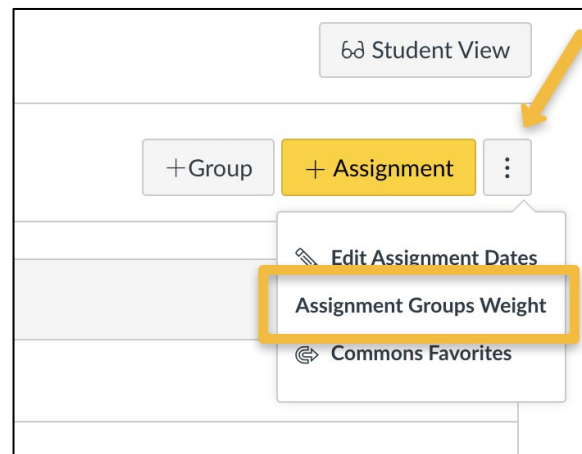 Student View
+Group
+ Assignment
Edit Assignment Dates
Assignment Groups Weight
Commons Favorites